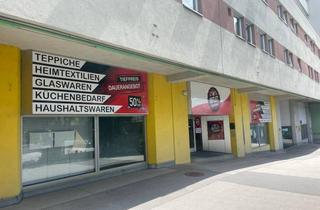 TEPPICHE
HEIMTEXTILIEN
GLASWAREN
KÜCHENBEDARF
HAUSHALTSWAREN
TIEFPREIS
DAUERANGEBOT
50%